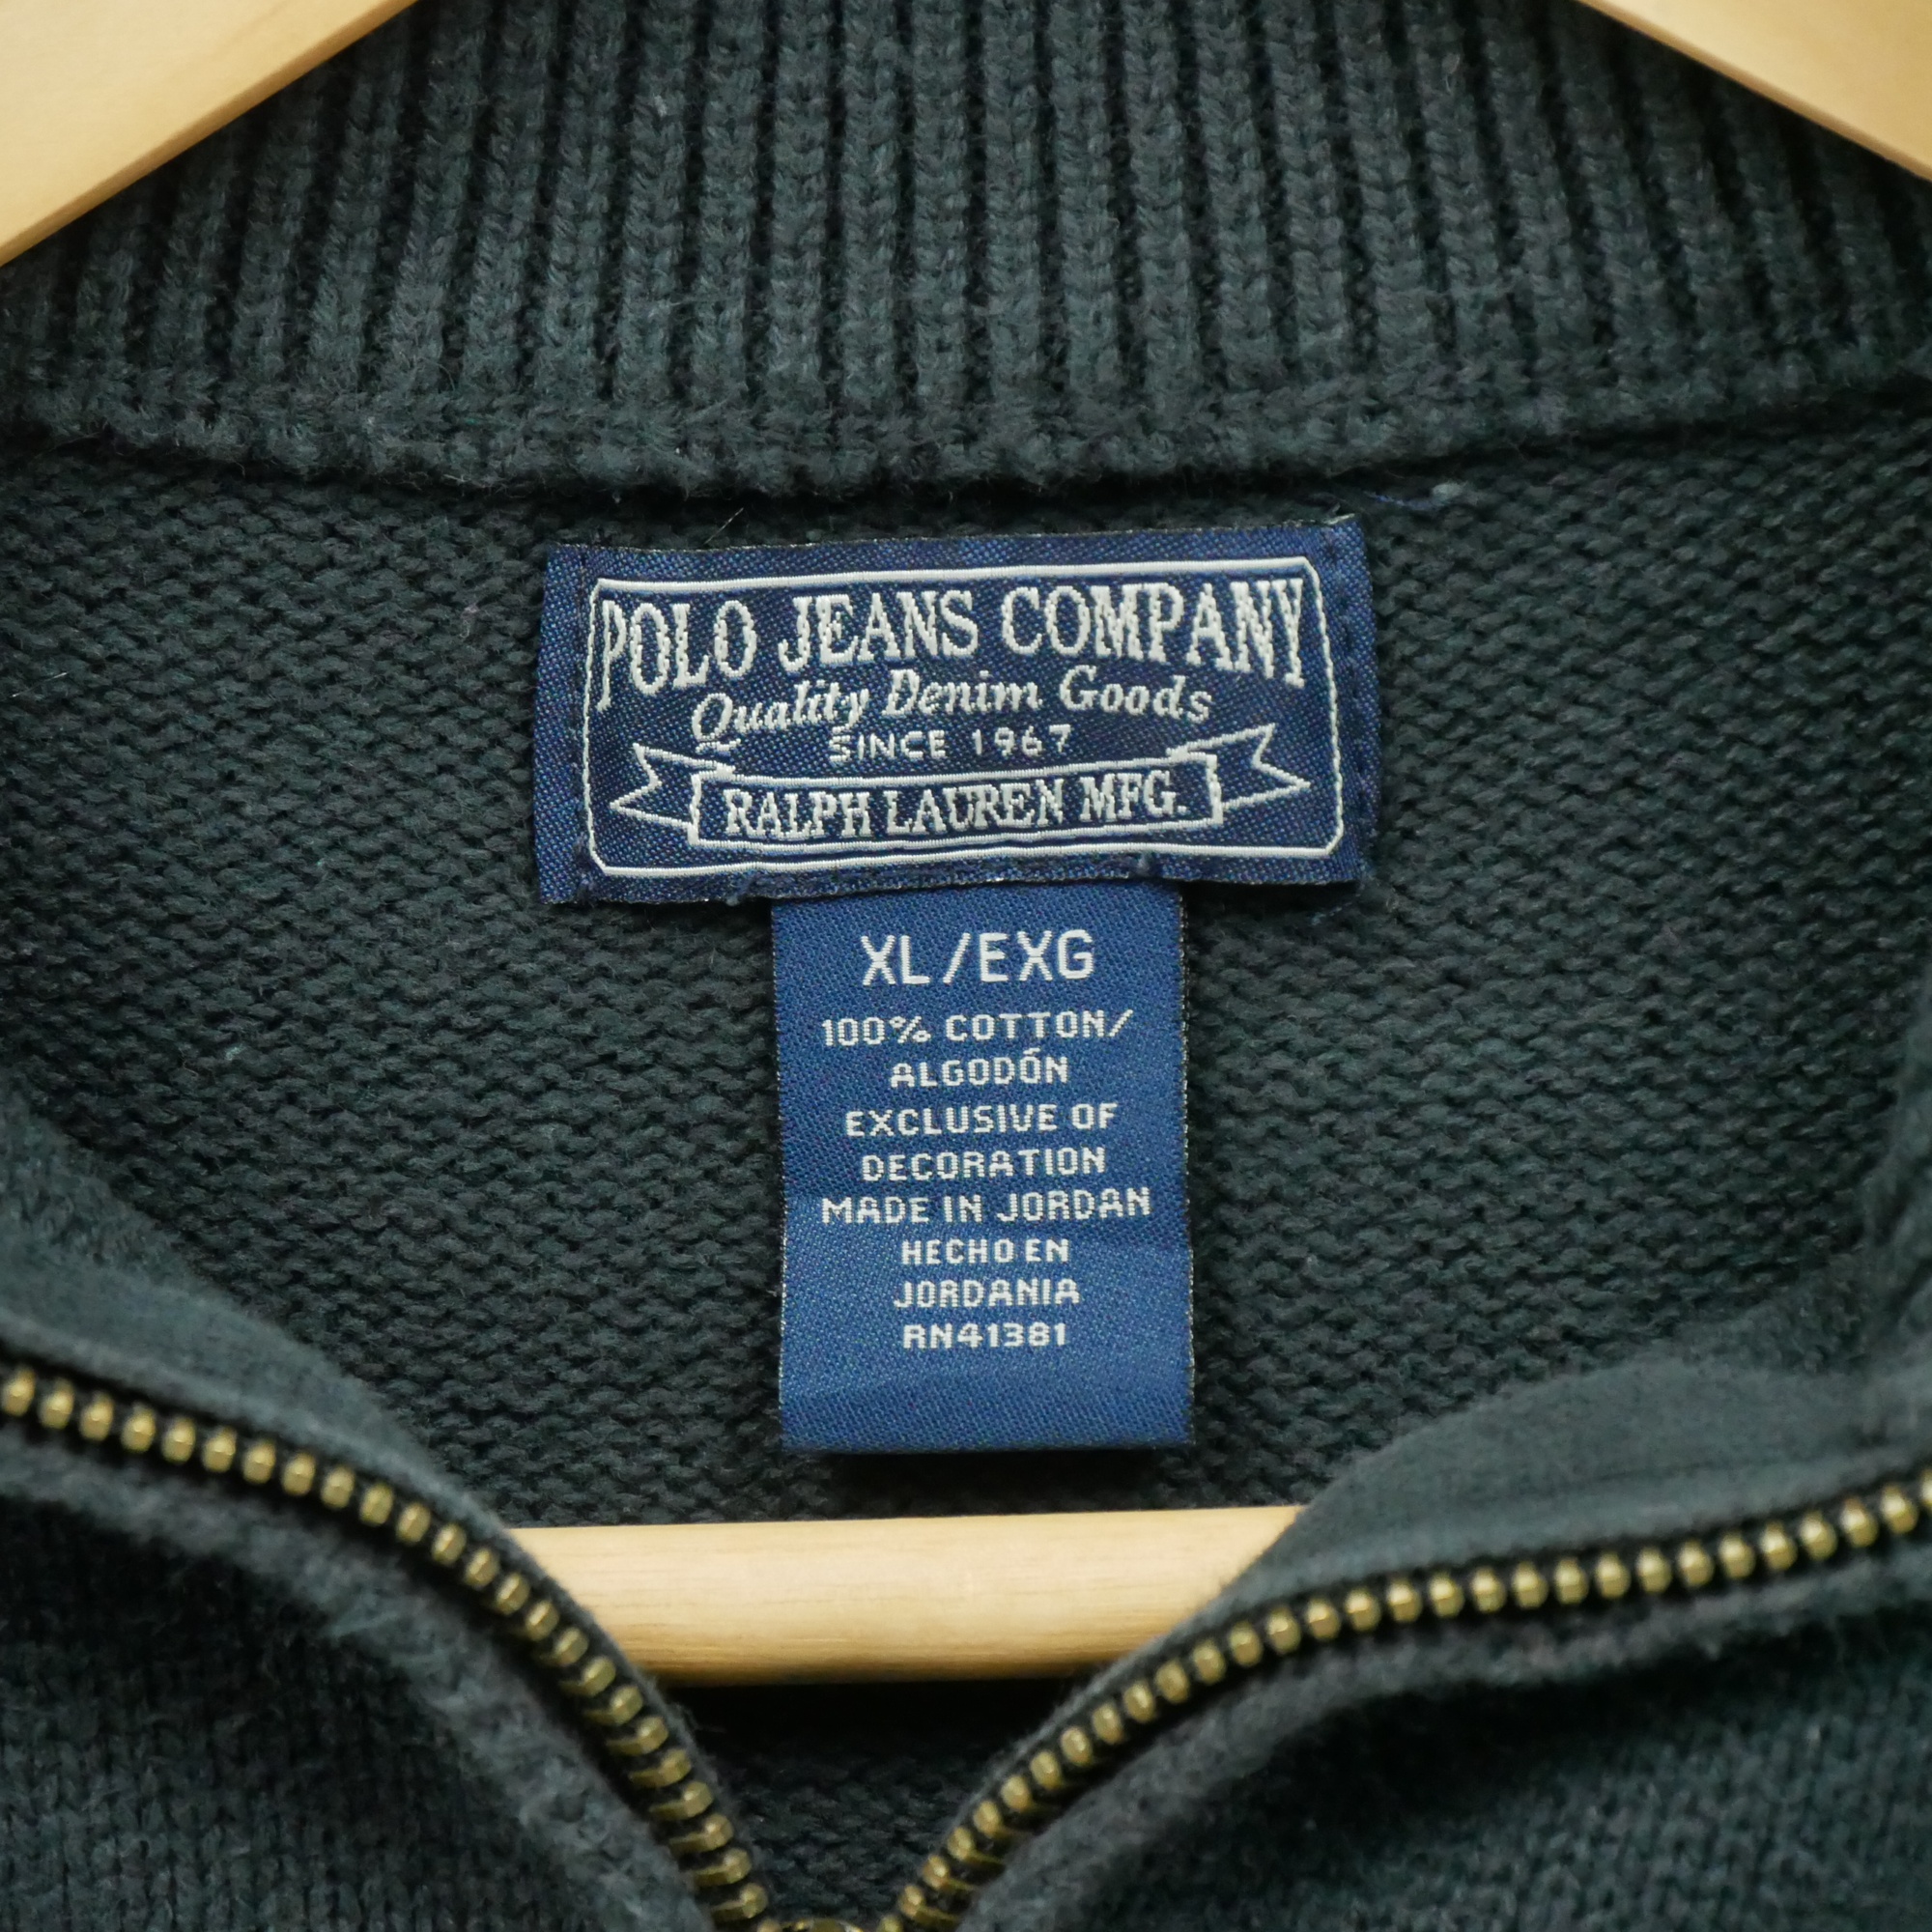 POLO JEANS COMPANY
Quality Denim Goods
SINCE 1967
RALPH LAUREN MFG.
XL/EXG
100% COTTON/
ALGODÓN
EXCLUSIVE OF
DECORATION
MADE IN JORDAN
HECHO EN
JORDANIA
RN41381